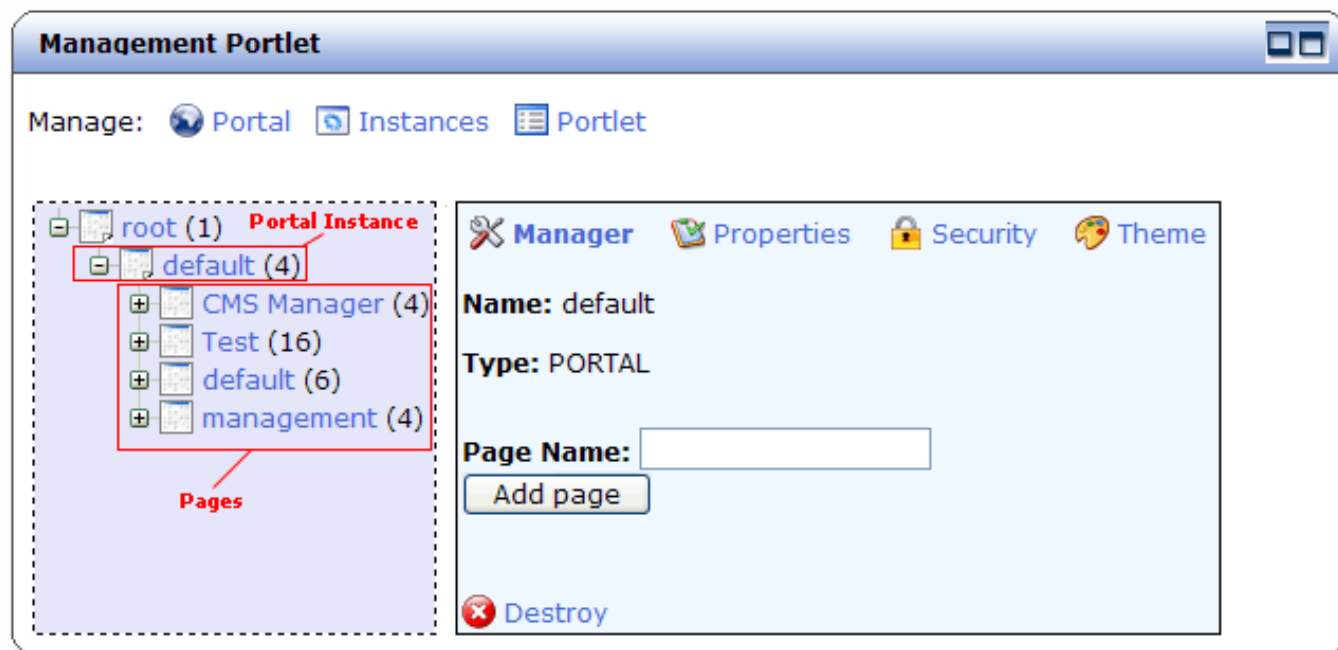 Management Portlet
Manage: Portal Instances Portlet
root (1) Portal Instance
default (4)
CMS Manager (4)
Test (16)
default (6)
management (4)
Pages
Manager Properties Security Theme
Name: default
Type: PORTAL
Page Name:
Add page
Destroy